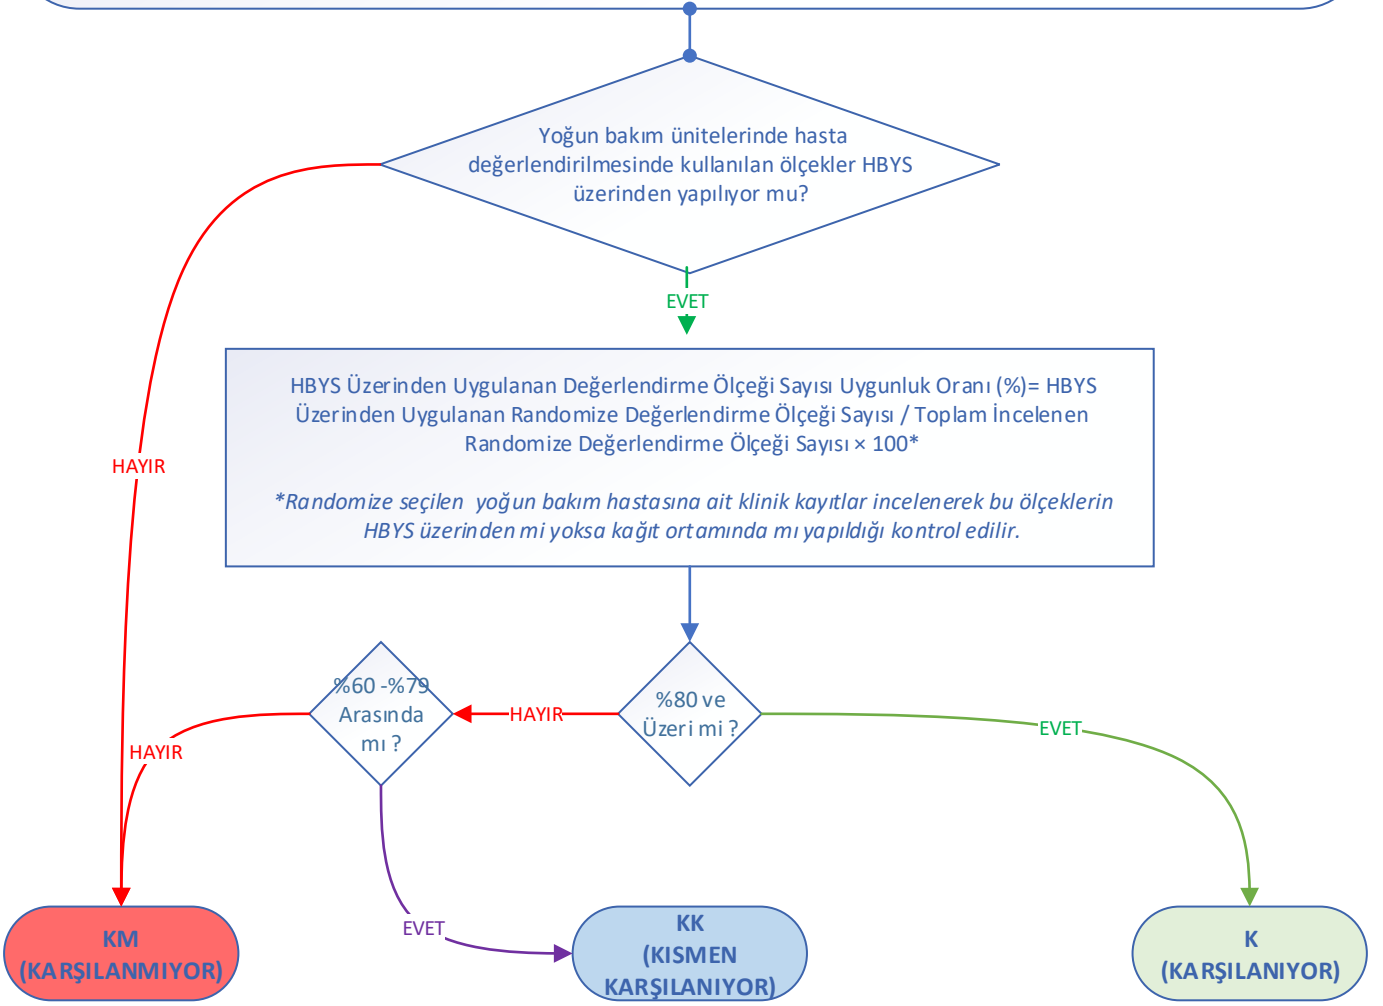 Yoğun bakım ünitelerinde hasta
değerlendirilmesinde kullanılan ölçekler HBYS
üzerinden yapılıyor mu?
EVET
HAYIR
HBYS Üzerinden Uygulanan Değerlendirme Ölçeği Sayısı Uygunluk Oranı (%)= HBYS
Üzerinden Uygulanan Randomize Değerlendirme Ölçeği Sayısı / Toplam İncelenen
Randomize Değerlendirme Ölçeği Sayısı × 100*
*Randomize seçilen yoğun bakım hastasına ait klinik kayıtlar incelenerek bu ölçeklerin
HBYS üzerinden mi yoksa kağıt ortamında mı yapıldığı kontrol edilir.
%60 -%79
Arasında
mı ?
HAYIR
%80 ve
Üzeri mi ?
EVET
HAYIR
EVET
KM
(KARŞILANMIYOR)
KK
(KISMEN
KARŞILANIYOR)
K
(KARŞILANIYOR)